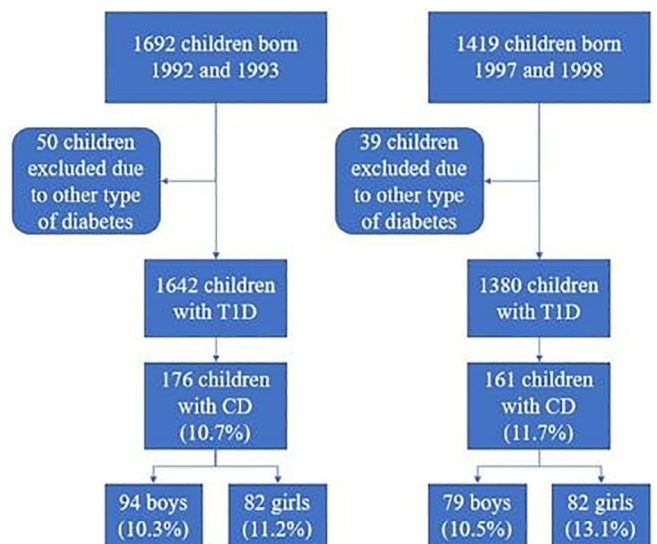 1692 children born
1992 and 1993
50 children
excluded due
to other type
of diabetes
1642 children
with T1D
176 children
with CD
(10.7%)
94 boys
(10.3%)
82 girls
(11.2%)
1419 children born
1997 and 1998
39 children
excluded due
to other type
of diabetes
1380 children
with T1D
161 children
with CD
(11.7%)
79 boys
(10.5%)
82 girls
(13.1%)